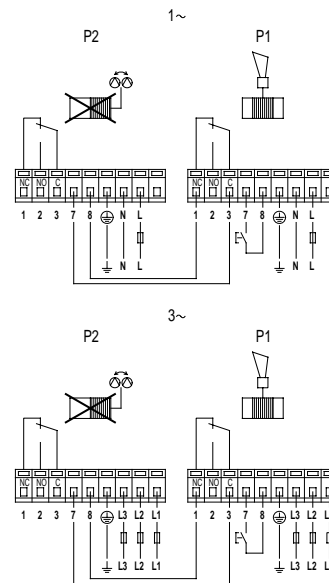 1~
P2 P1
NC NO C NC NO C
1 2 3 7 8 N L 1 2 3 7 8 N L
N L N L
3~
P2 P1
NC NO C NC NO C
1 2 3 7 8 L3 L2 L1 1 2 3 7 8 L3 L2
L3 L2 L1 L3 L2